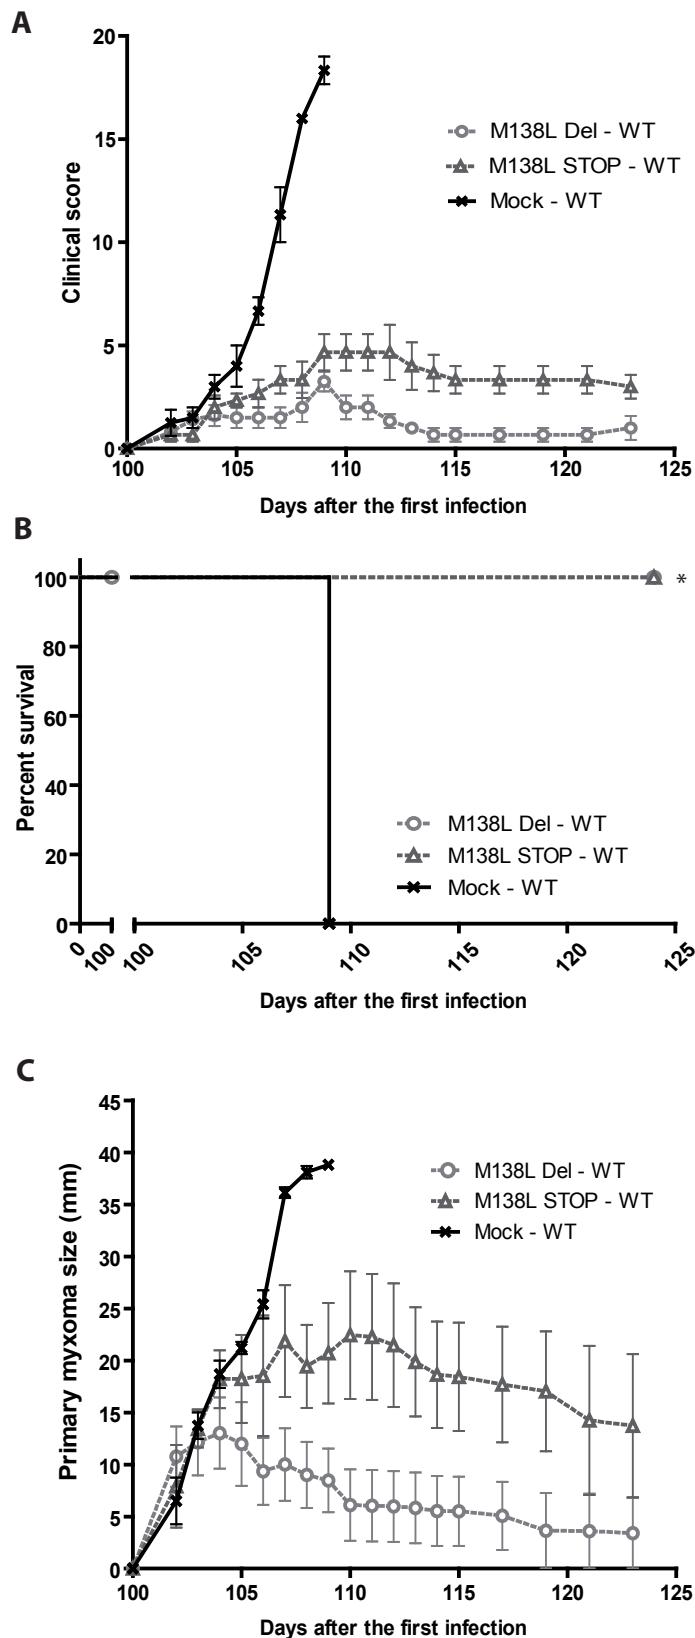 A
20
15
10
5
0
Clinical score
M138L Del - WT
M138L STOP - WT
Mock - WT
100 105 110 115 120 125
Days after the first infection
B
100
80
60
40
20
0
Percent survival
*
M138L Del - WT
M138L STOP - WT
Mock - WT
0 100 100 105 110 115 120 125
Days after the first infection
C
45
40
35
30
25
20
15
10
5
0
Primary myxoma size (mm)
M138L Del - WT
M138L STOP - WT
Mock - WT
100 105 110 115 120 125
Days after the first infection